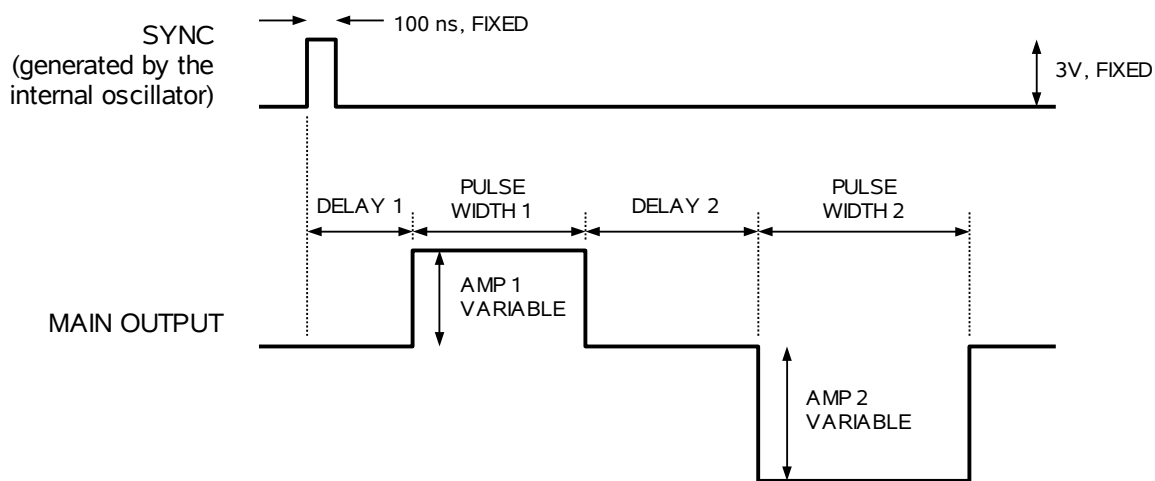 100 ns, FIXED
SYNC
(generated by the
internal oscillator)
3V, FIXED
DELAY 1
PULSE
WIDTH 1
DELAY 2
PULSE
WIDTH 2
AMP 1
VARIABLE
MAIN OUTPUT
AMP 2
VARIABLE